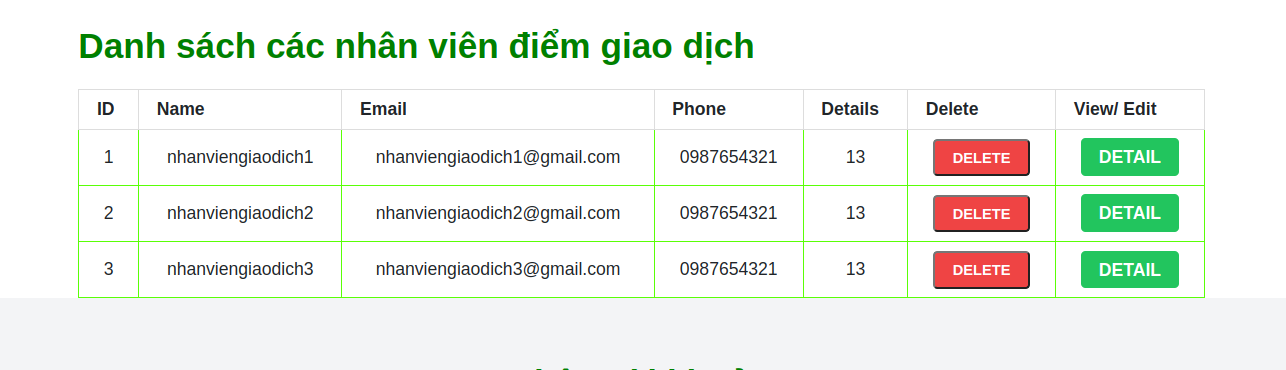 Danh sách các nhân viên điểm giao dịch
ID Name Email Phone Details Delete View/ Edit
1 nhanviengiaodich1 nhanviengiaodich1@gmail.com 0987654321 13 DELETE DETAIL
2 nhanviengiaodich2 nhanviengiaodich2@gmail.com 0987654321 13 DELETE DETAIL
3 nhanviengiaodich3 nhanviengiaodich3@gmail.com 0987654321 13 DELETE DETAIL